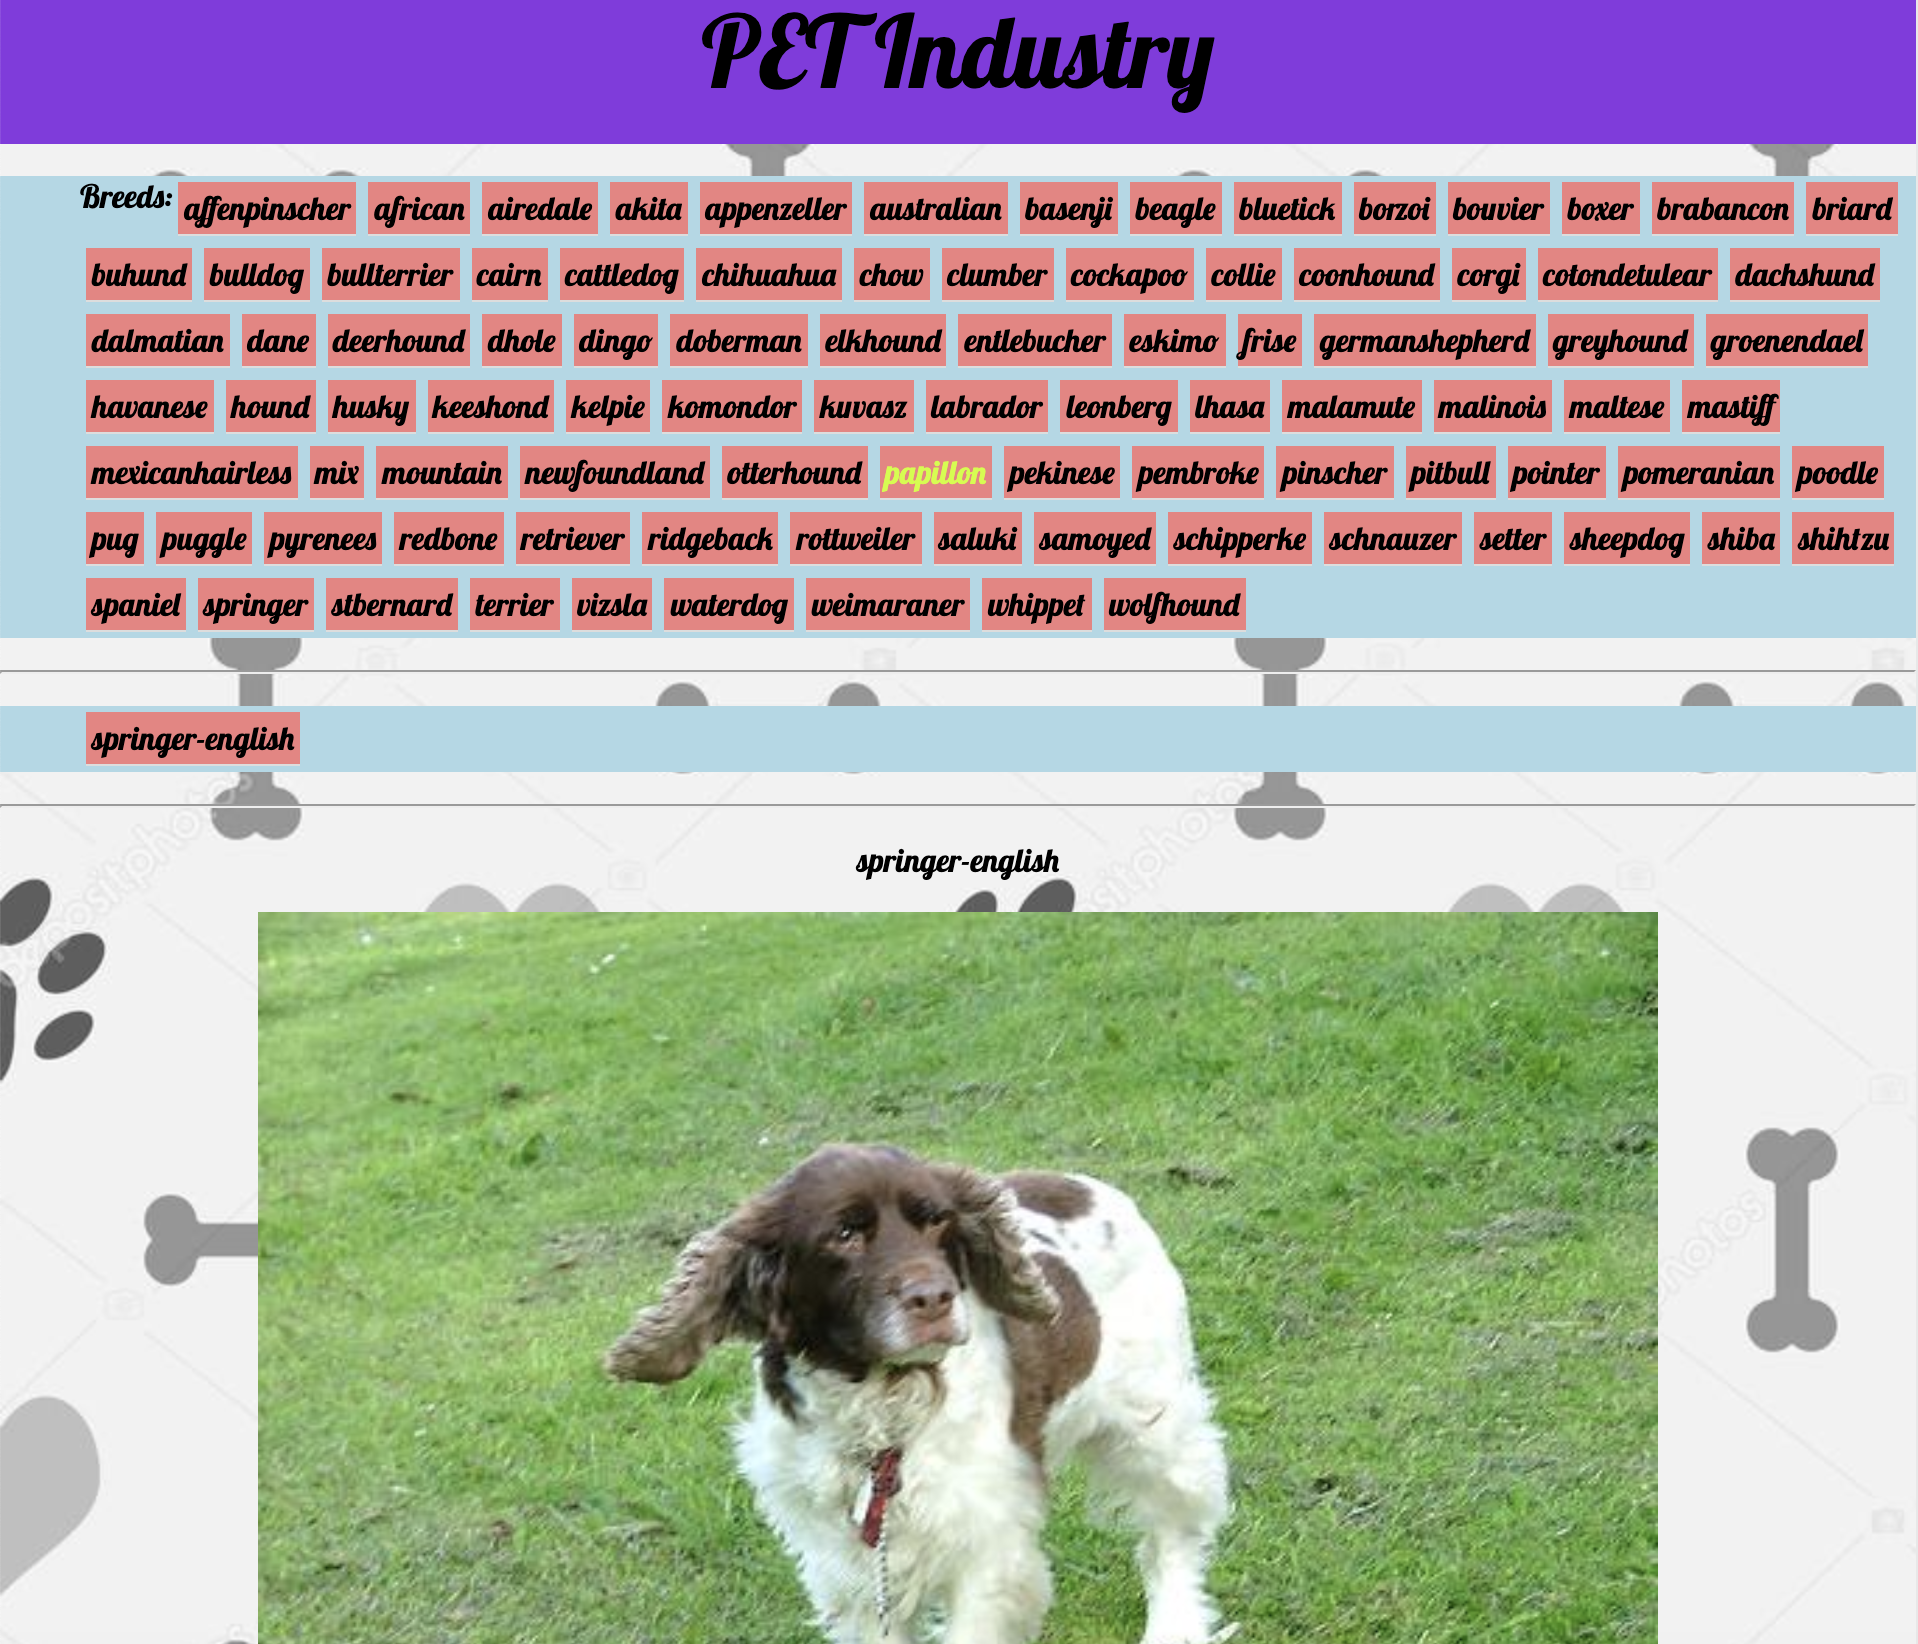 PET Industry
Breeds: affenpinscher african airedale akita appenzeller australian basenji beagle bluetick borzoi bouvier boxer brabancon briard
buhund bulldog bullterrier cairn cattledog chihuahua chow clumber cockapoo collie coonhound corgi cotondetulear dachshund
dalmatian dane deerhound dhole dingo doberman elkhound entlebucher eskimo frise germanshepherd greyhound groenendael
havanese hound husky keeshond kelpie komondor kuvasz labrador leonberg lhasa malamute malinois maltese mastiff
mexicanhairless mix mountain newfoundland otterhound papillon pekinese pembroke pinscher pitbull pointer pomeranian poodle
pug puggle pyrenees redbone retriever ridgeback rottweiler saluki samoyed schipperke schnauzer setter sheepdog shiba shihtzu
spaniel springer stbernard terrier vizsla waterdog weimaraner whippet wolfhound
springer-english
springer-english